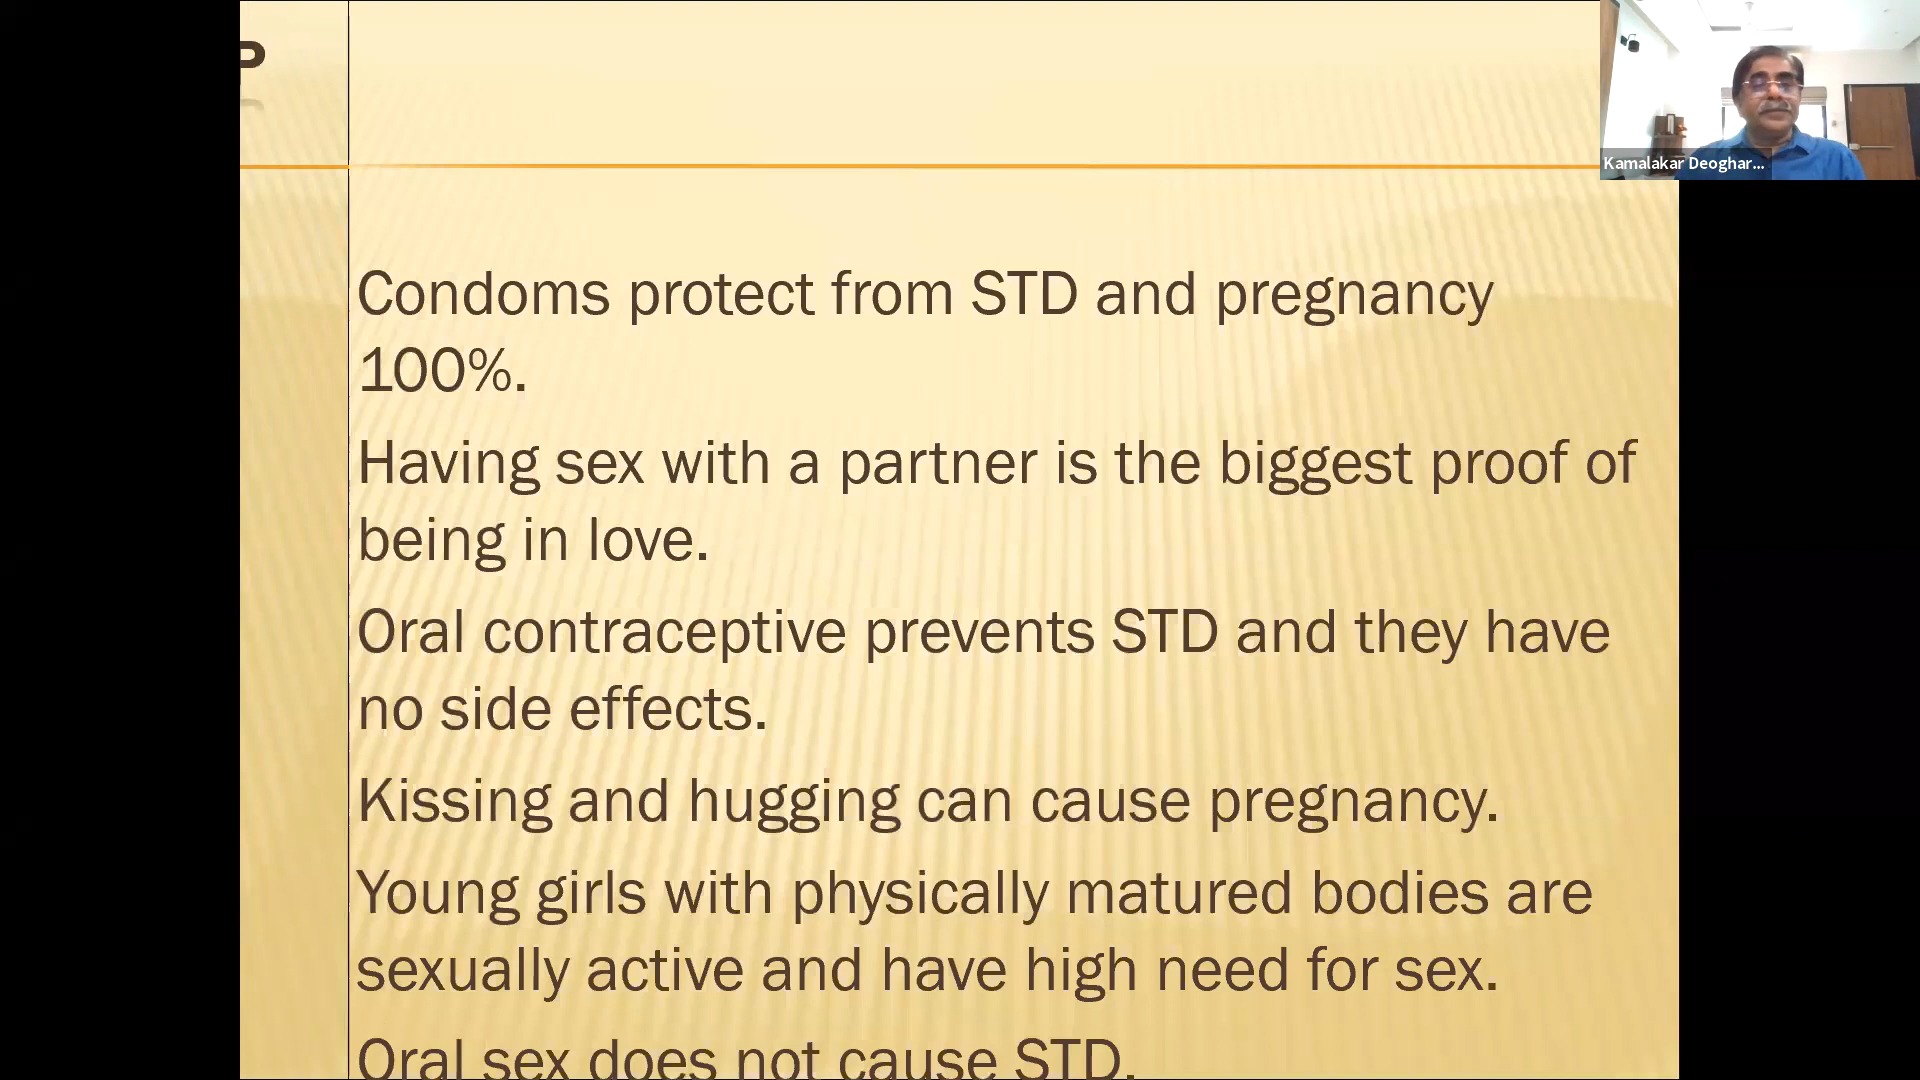 P
Kamalakar Deoghar...
Condoms protect from STD and pregnancy
100%.
Having sex with a partner is the biggest proof of
being in love.
Oral contraceptive prevents STD and they have
no side effects.
Kissing and hugging can cause pregnancy.
Young girls with physically matured bodies are
sexually active and have high need for sex.
Oral sex does not cause STD.